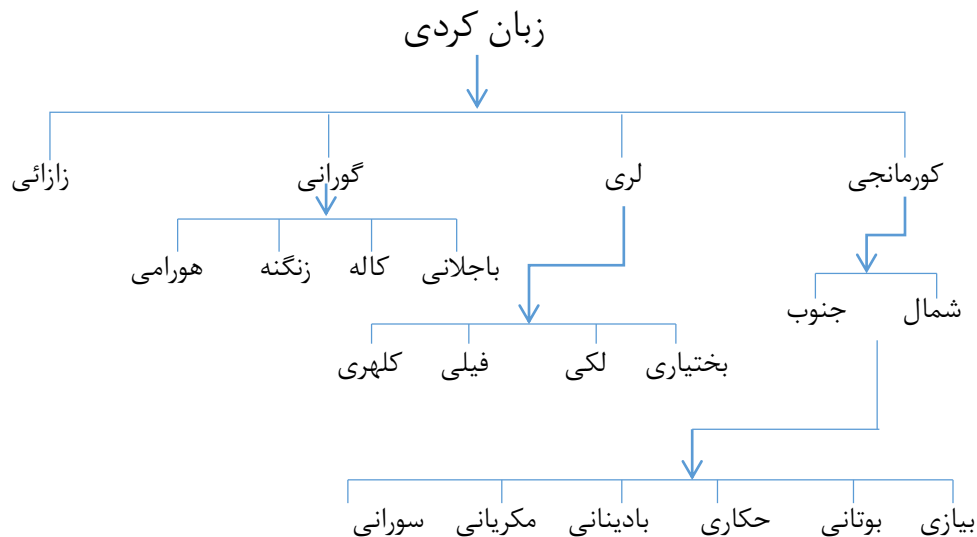 زبان کردی
کورمانجی لری گورانی زازائی
باجلانی کاله زنگنه هورامی
شمال جنوب
بختیاری لکی فیلی کلهری
بیازی بوتانی حکاری بادینانی مکریانی سورانی